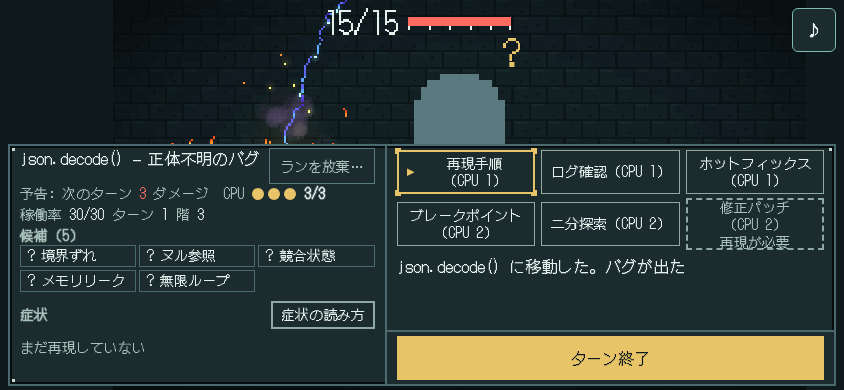 15/15
♪
?
json.decode() – 正体不明のバグ
ランを放棄…
予告: 次のターン 3 ダメージ CPU 3/3
稼働率 30/30 ターン 1 階 3
候補 (5)
? 境界ずれ
? ヌル参照
? 競合状態
? メモリリーク
? 無限ループ
症状
症状の読み方
まだ再現していない
▶ 再現手順
(CPU 1)
ログ確認 (CPU 1)
ホットフィックス
(CPU 1)
ブレークポイント
(CPU 2)
二分探索 (CPU 2)
修正パッチ
(CPU 2)
再現が必要
json.decode() に移動した。バグが出た
ターン終了